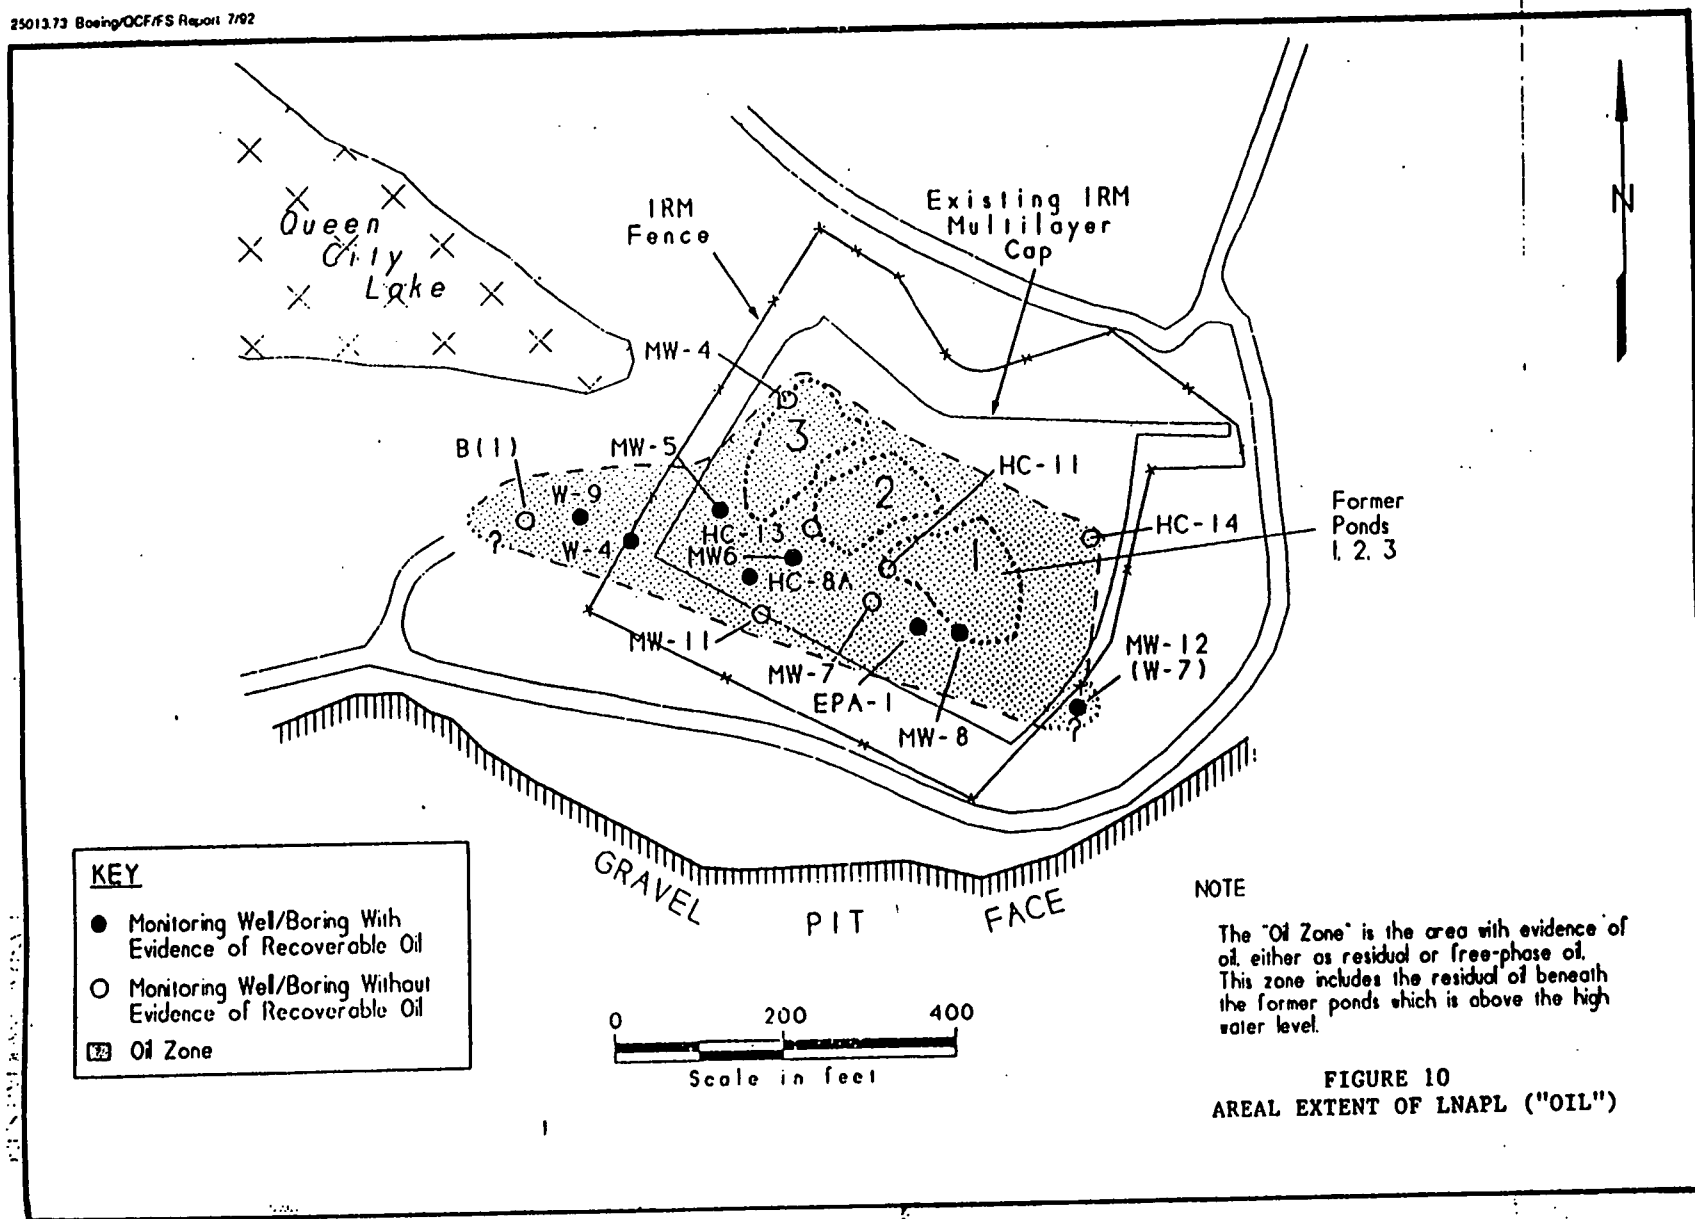 25013.73 Boeing/QCF/FS Report 7/92
N
Queen
City
Lake
IRM
Fence
Existing IRM
Multilayer
Cap
MW-4
B(1)
MW-5
HC-11
W-9
3
2
1
HC-14
Former
Ponds
1, 2, 3
?
W-4
HC-13
MW6
HC-8A
MW-11
MW-7
EPA-1
MW-8
MW-12
(W-7)
?
GRAVEL
PIT
FACE
KEY
Monitoring Well/Boring With
Evidence of Recoverable Oil
Monitoring Well/Boring Without
Evidence of Recoverable Oil
Oil Zone
0 200 400
Scale in feet
NOTE
The "Oil Zone" is the area with evidence of
oil, either as residual or free-phase oil.
This zone includes the residual oil beneath
the former ponds which is above the high
water level.
FIGURE 10
AREAL EXTENT OF LNAPL ("OIL")